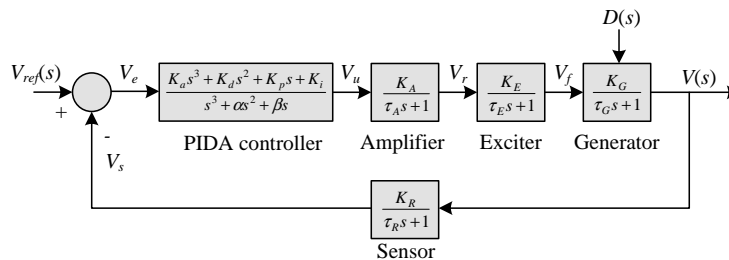 D(s)
V_ref(s)
V_e
K_a s^3 + K_d s^2 + K_p s + K_i
s^3 + αs^2 + βs
V_u
K_A
τ_A s + 1
V_r
K_E
τ_E s + 1
V_f
K_G
τ_G s + 1
V(s)
+
-
V_s
PIDA controller
Amplifier
Exciter
Generator
K_R
τ_R s + 1
Sensor